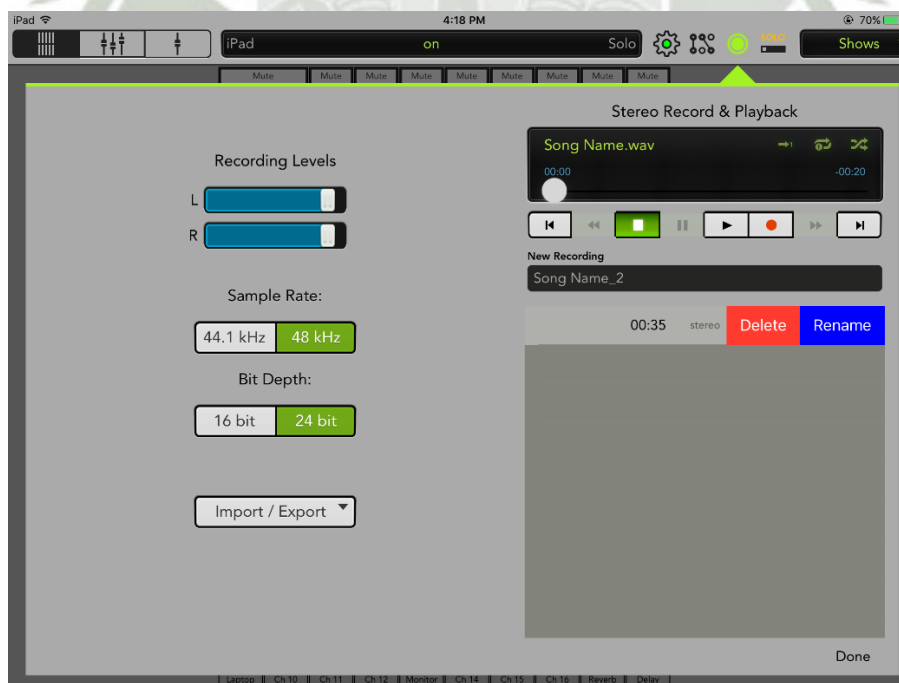 iPad 4:18 PM 70%
iPad on Solo SOLO Shows
Mute Mute Mute Mute Mute Mute Mute Mute Mute
Stereo Record & Playback
Song Name.wav
00:00 -00:20
New Recording
Song Name_2
00:35 stereo Delete Rename
Recording Levels
L
R
Sample Rate:
44.1 kHz 48 kHz
Bit Depth:
16 bit 24 bit
Import / Export
Done
Laptop Ch 10 Ch 11 Ch 12 Monitor Ch 14 Ch 15 Ch 16 Reverb Delay